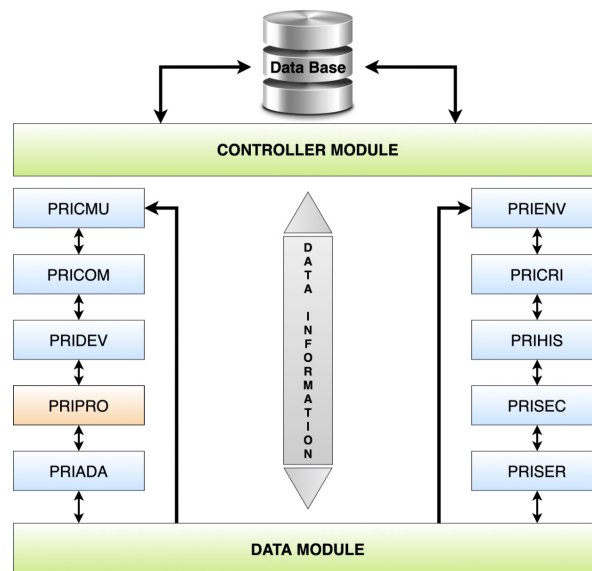 Data Base
CONTROLLER MODULE
PRICMU
PRICOM
PRIDEV
PRIPRO
PRIADA
DATA INFORMATION
PRIENV
PRICRI
PRIHIS
PRISEC
PRISER
DATA MODULE